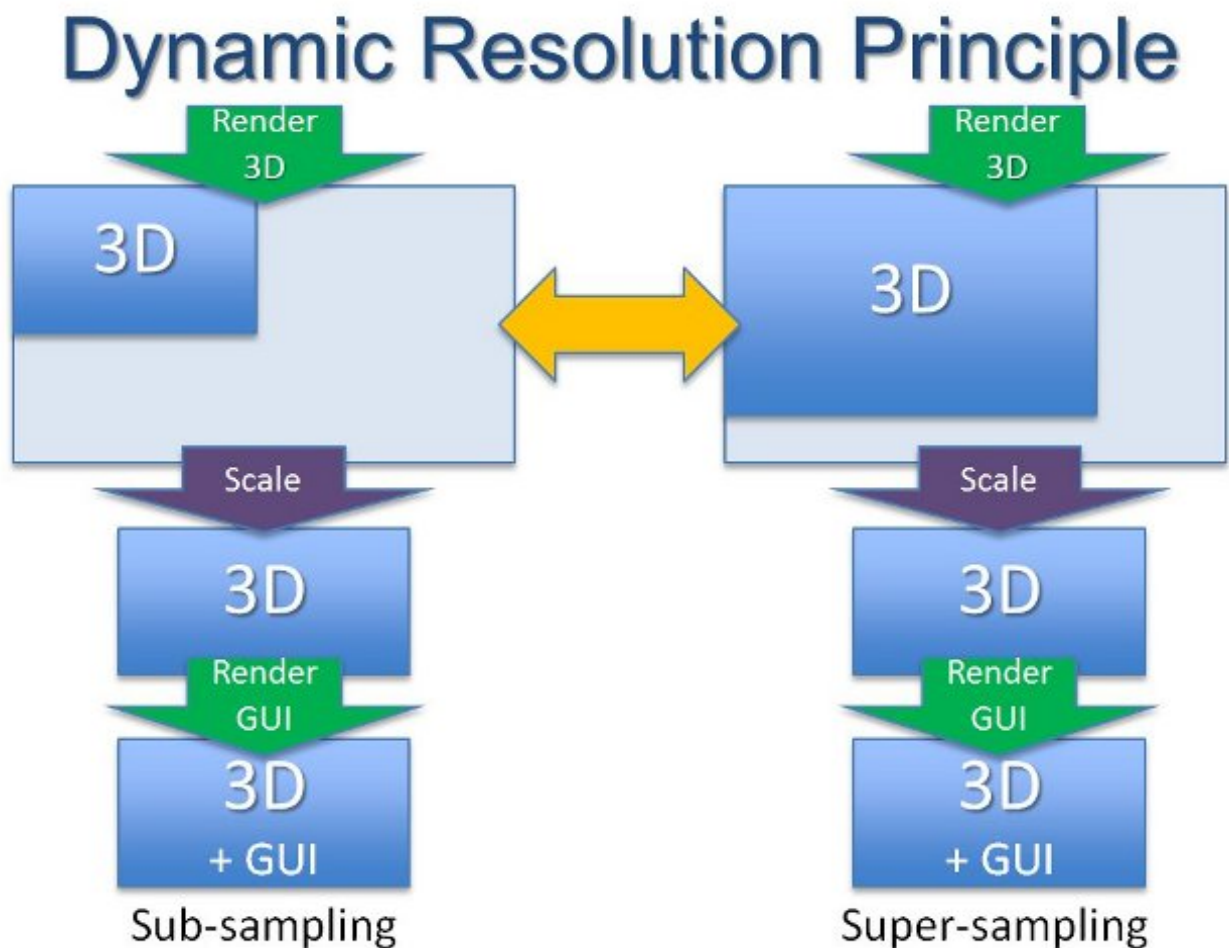 Dynamic Resolution Principle
Render
3D
3D
Scale
3D
Render
GUI
3D
+ GUI
Sub-sampling
Render
3D
3D
Scale
3D
Render
GUI
3D
+ GUI
Super-sampling